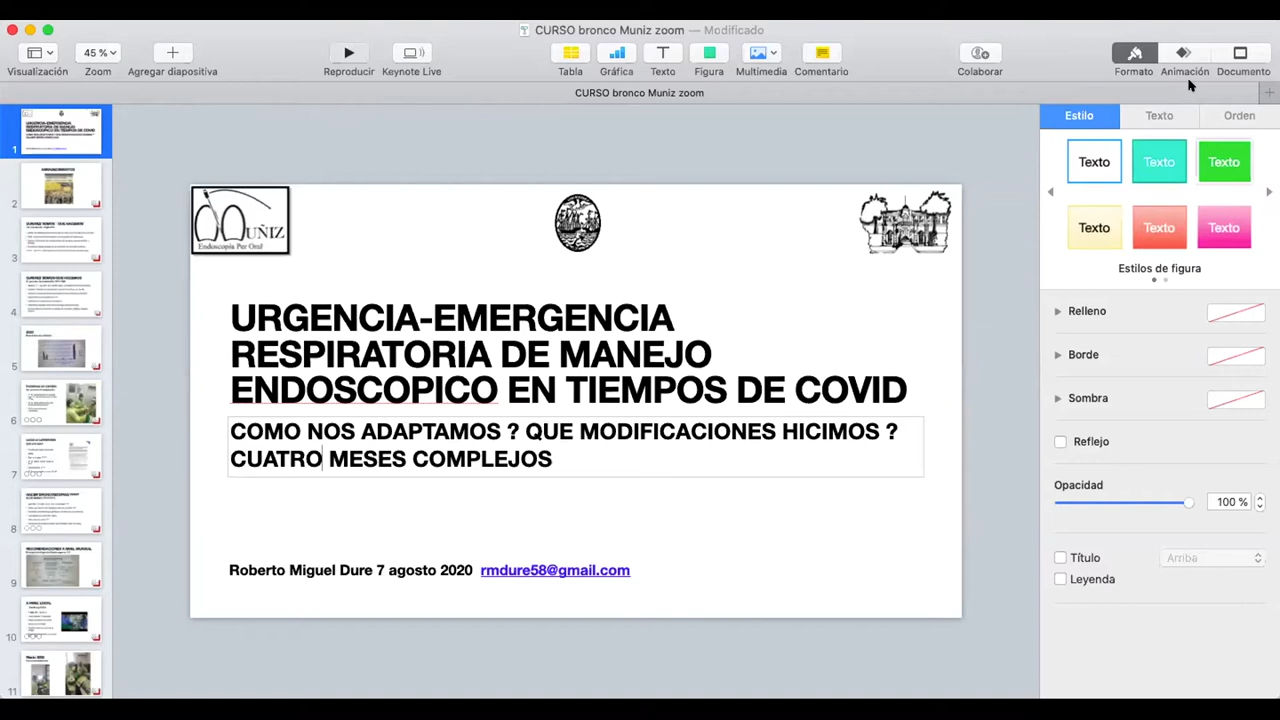 CURSO bronco Muniz zoom — Modificado
45 %
Visualización
Zoom
Agregar diapositiva
Reproducir
Keynote Live
Tabla
Gráfica
Texto
Figura
Multimedia
Comentario
Colaborar
Formato
Animación
Documento
CURSO bronco Muniz zoom
1
2
3
4
5
6
7
8
9
10
11
MUÑIZ
Endoscopia Per Oral
URGENCIA-EMERGENCIA
RESPIRATORIA DE MANEJO
ENDOSCOPICO EN TIEMPOS DE COVID
COMO NOS ADAPTAMOS ? QUE MODIFICACIONES HICIMOS ?
CUATRO MESES COMPLEJOS
Roberto Miguel Dure 7 agosto 2020 rmdure58@gmail.com
Estilo
Texto
Orden
Texto
Texto
Texto
Texto
Texto
Texto
Estilos de figura
Relleno
Borde
Sombra
Reflejo
Opacidad
100 %
Título
Arriba
Leyenda